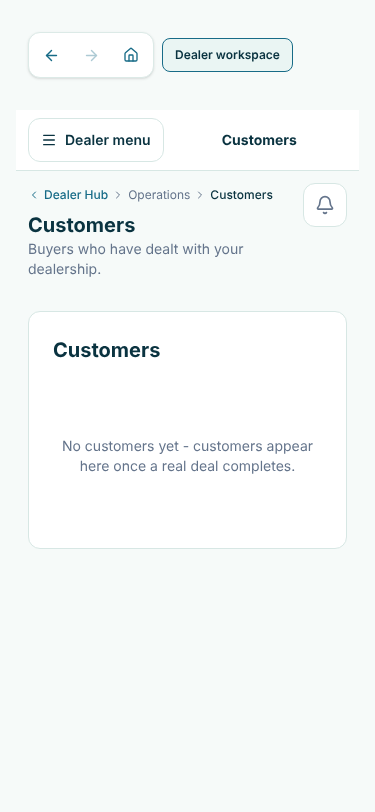 Dealer workspace
Dealer menu
Customers
Dealer Hub
Operations
Customers
Customers
Buyers who have dealt with your
dealership.
Customers
No customers yet - customers appear
here once a real deal completes.